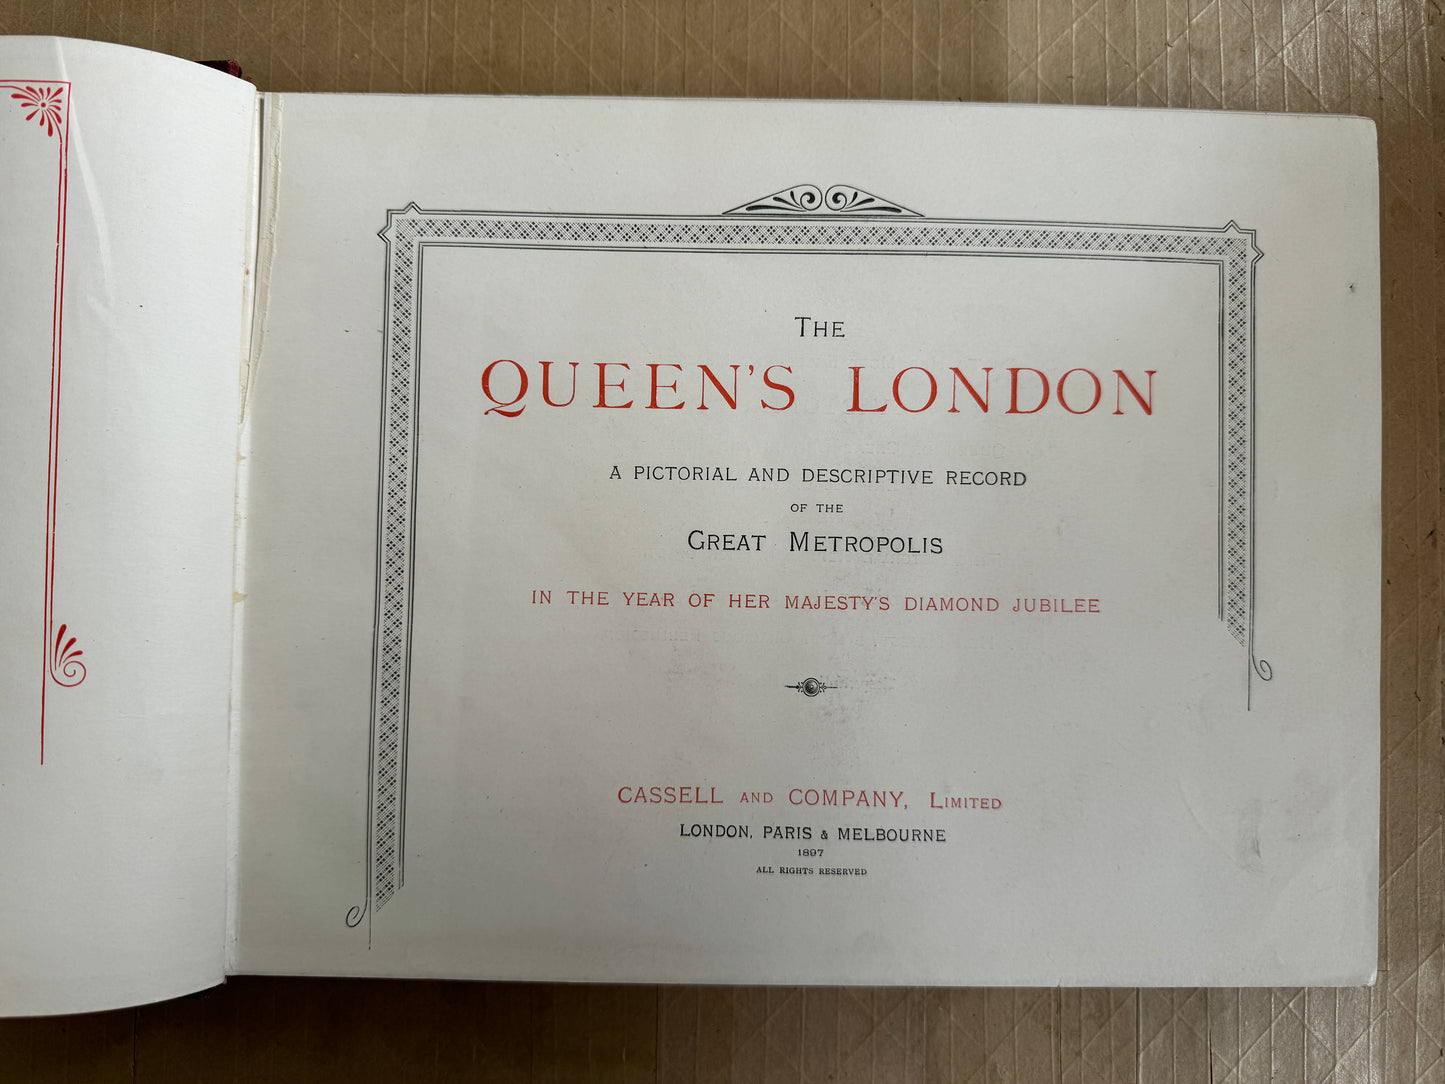 THE
QUEEN'S LONDON
A PICTORIAL AND DESCRIPTIVE RECORD
OF THE
GREAT METROPOLIS
IN THE YEAR OF HER MAJESTY'S DIAMOND JUBILEE
CASSELL AND COMPANY, LIMITED
LONDON, PARIS & MELBOURNE
1897
ALL RIGHTS RESERVED